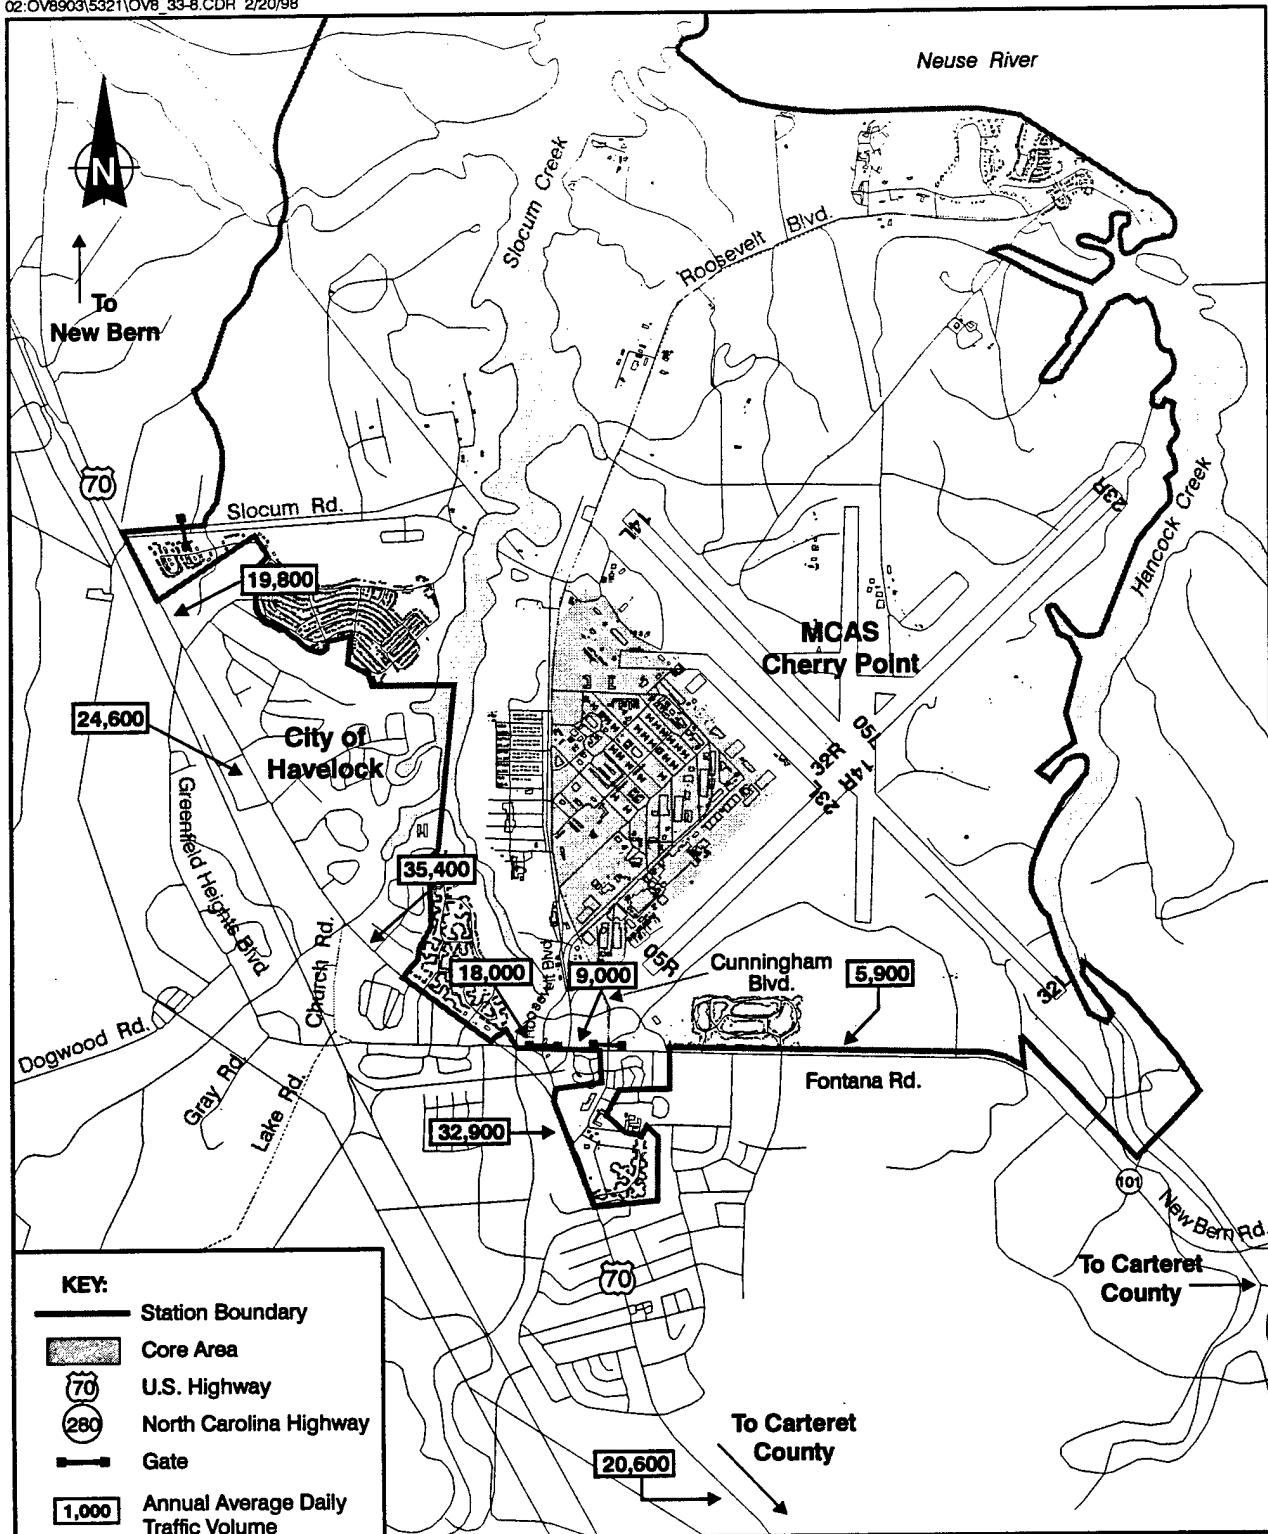 02:OV8903\5321\OV8_33-8.CDR 2/20/98
Neuse River
N
To
New Bern
Slocum Creek
Roosevelt Blvd.
70
Slocum Rd.
Hancock Creek
23R
14L
19,800
MCAS
Cherry Point
24,600
City of
Havelock
05L
32R
14R
23L
Greenfield Heights Blvd
35,400
Church Rd.
05R
18,000
Roosevelt Blvd
9,000
Cunningham
Blvd.
5,900
32L
Dogwood Rd.
Gray Rd.
Lake Rd.
Fontana Rd.
32,900
101
New Bern Rd.
To Carteret
County
70
KEY:
Station Boundary
Core Area
70
U.S. Highway
280
North Carolina Highway
Gate
1,000
Annual Average Daily
Traffic Volume
To Carteret
County
20,600